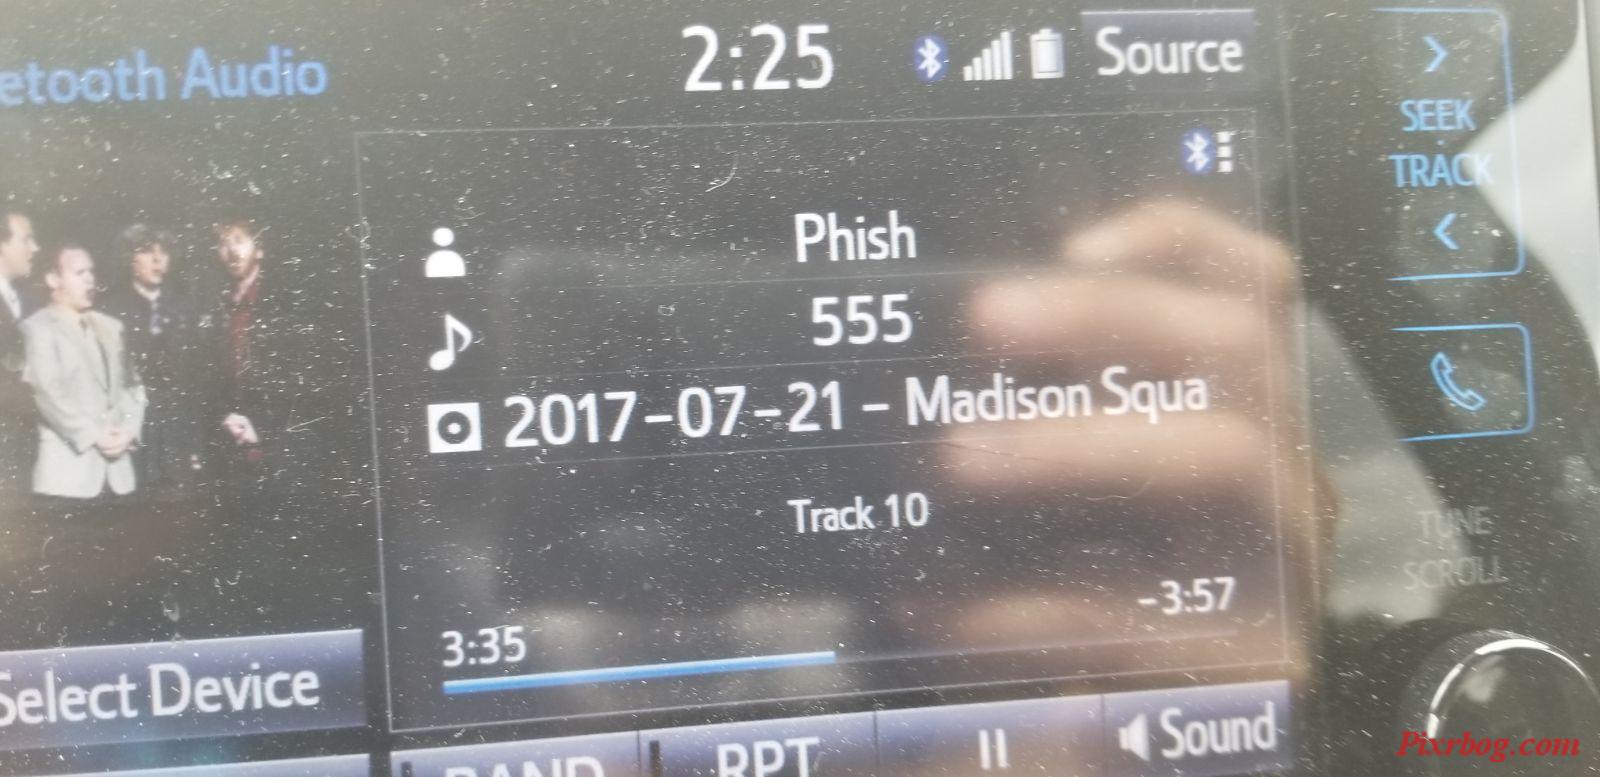 etooth Audio
2:25
Source
Phish
555
2017-07-21 - Madison Squa
Track 10
3:35
-3:57
Select Device
BAND
RPT
Sound
SEEK
TRACK
TUNE
SCROLL
Pixrbog.com